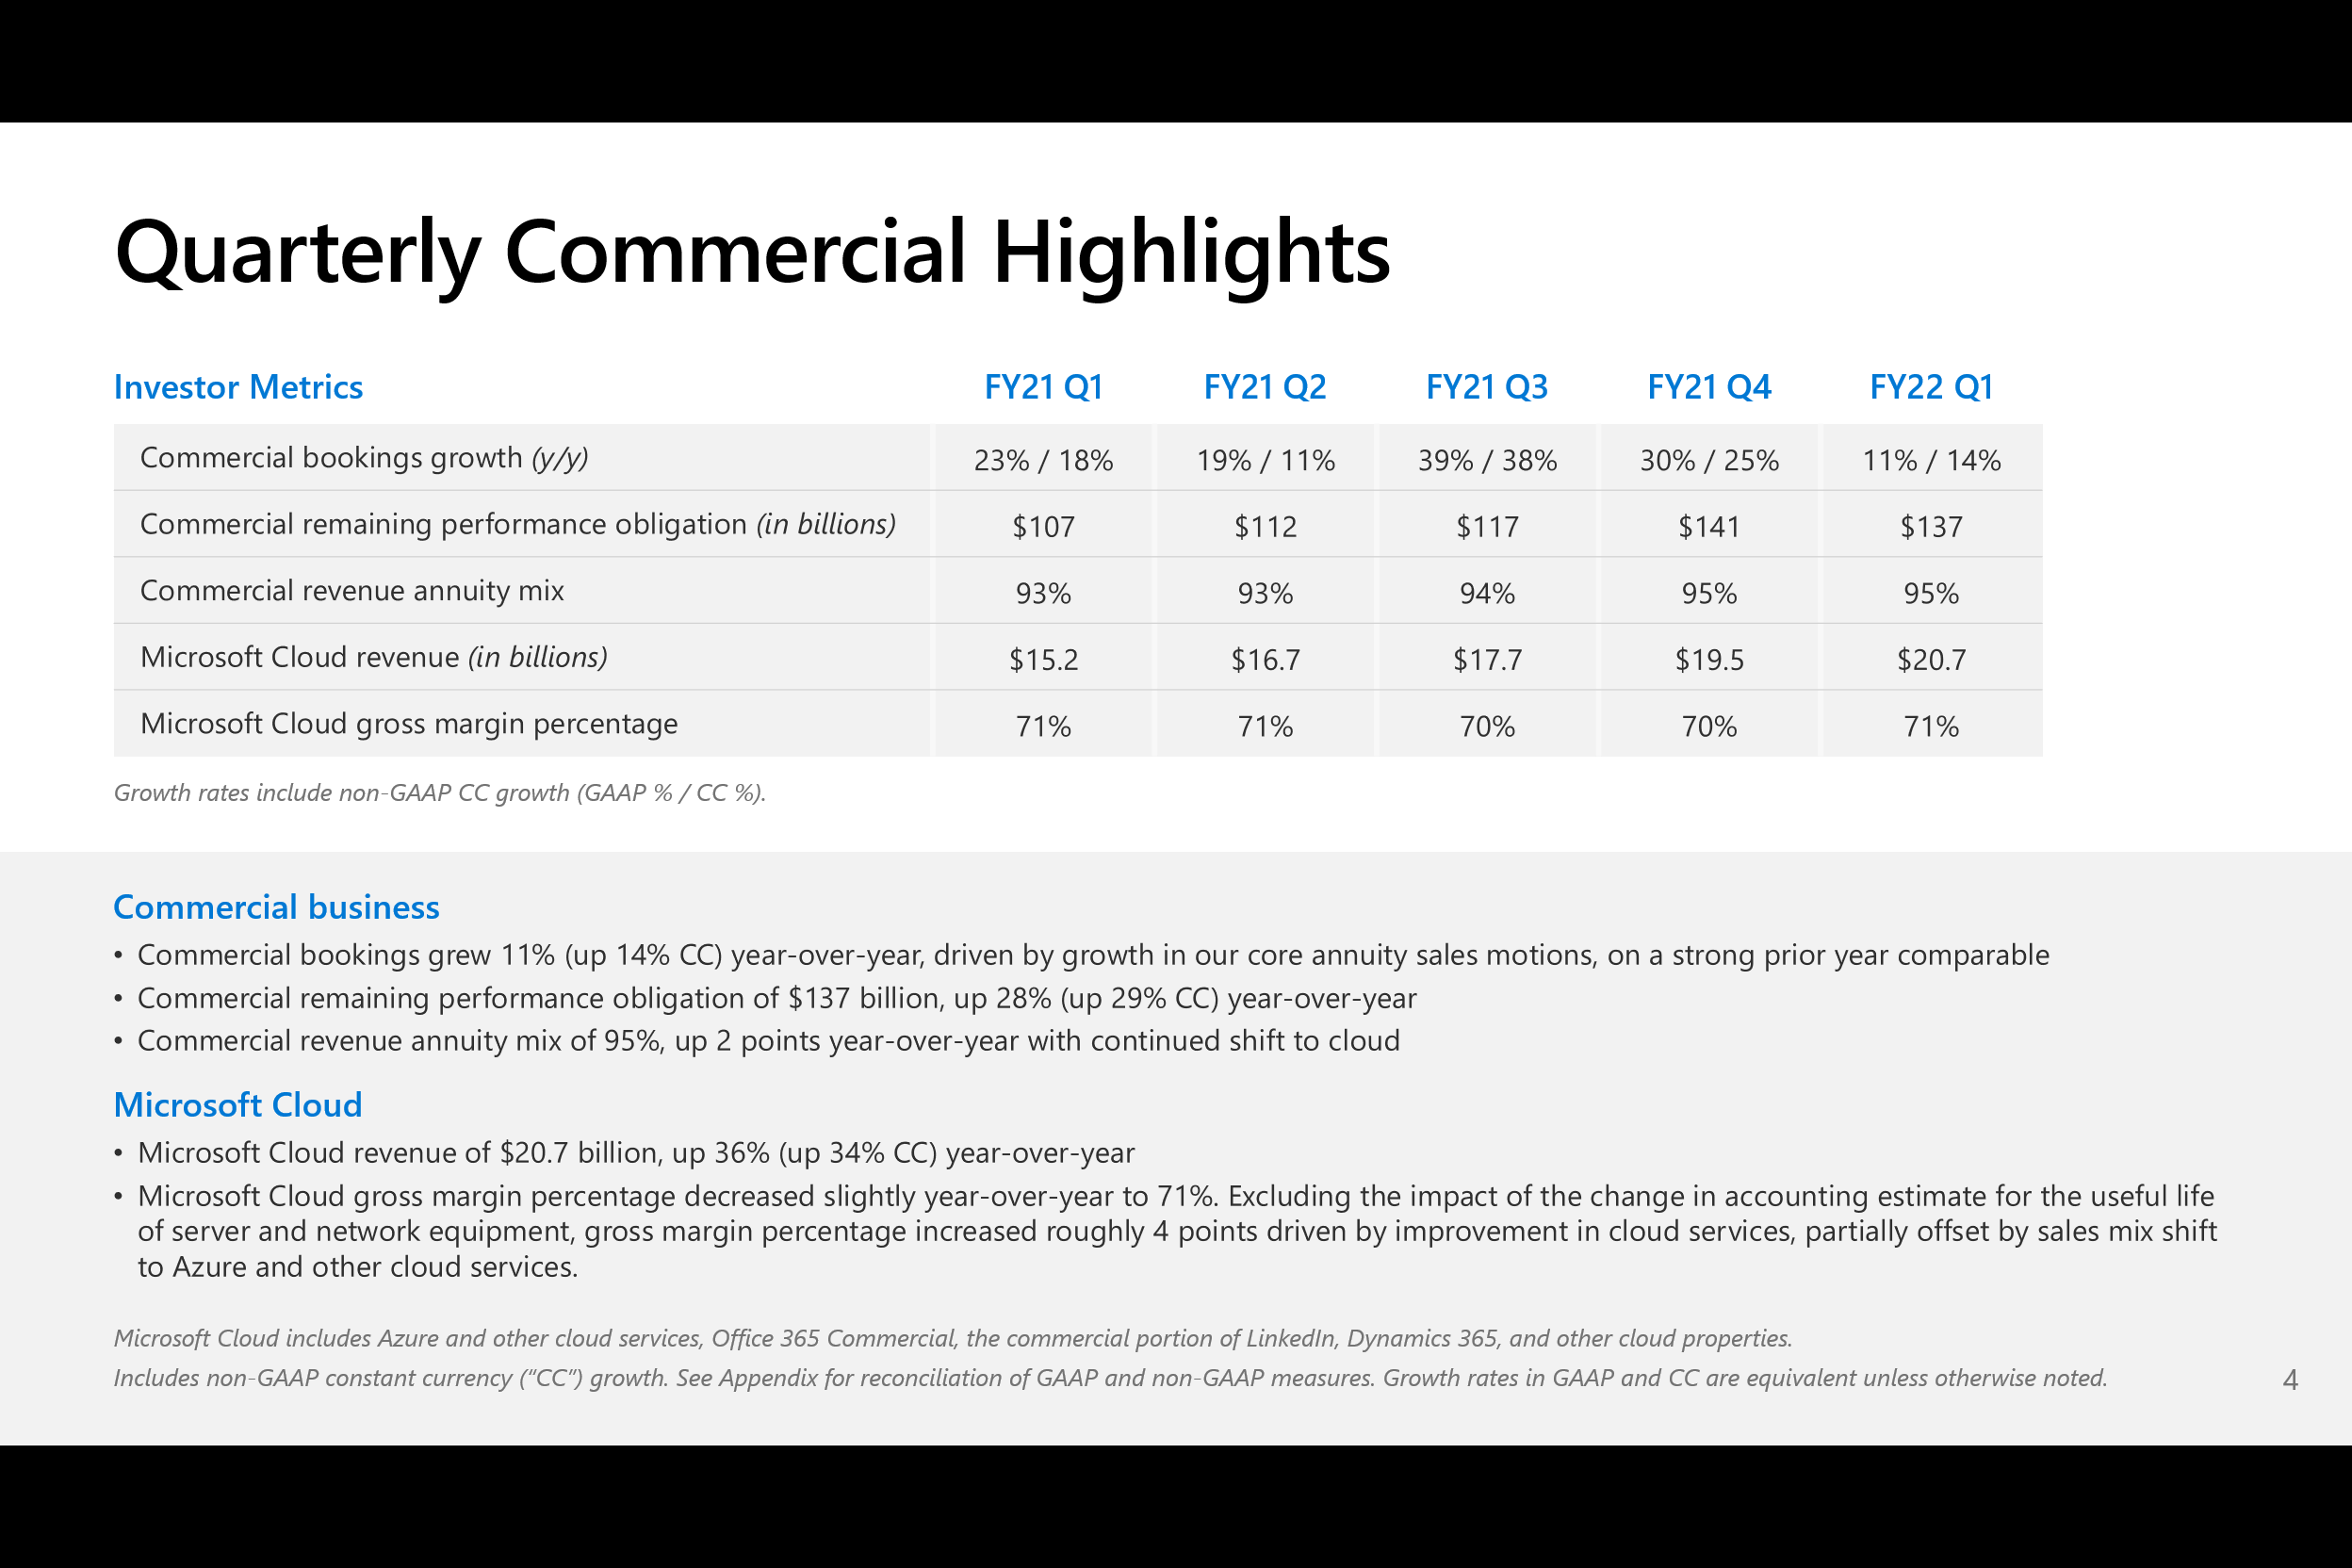 Quarterly Commercial Highlights
Investor Metrics FY21 Q1 FY21 Q2 FY21 Q3 FY21 Q4 FY22 Q1
Commercial bookings growth (y/y) 23% / 18% 19% / 11% 39% / 38% 30% / 25% 11% / 14%
Commercial remaining performance obligation (in billions) $107 $112 $117 $141 $137
Commercial revenue annuity mix 93% 93% 94% 95% 95%
Microsoft Cloud revenue (in billions) $15.2 $16.7 $17.7 $19.5 $20.7
Microsoft Cloud gross margin percentage 71% 71% 70% 70% 71%
Growth rates include non-GAAP CC growth (GAAP % / CC %).
Commercial business
• Commercial bookings grew 11% (up 14% CC) year-over-year, driven by growth in our core annuity sales motions, on a strong prior year comparable
• Commercial remaining performance obligation of $137 billion, up 28% (up 29% CC) year-over-year
• Commercial revenue annuity mix of 95%, up 2 points year-over-year with continued shift to cloud
Microsoft Cloud
• Microsoft Cloud revenue of $20.7 billion, up 36% (up 34% CC) year-over-year
• Microsoft Cloud gross margin percentage decreased slightly year-over-year to 71%. Excluding the impact of the change in accounting estimate for the useful life
of server and network equipment, gross margin percentage increased roughly 4 points driven by improvement in cloud services, partially offset by sales mix shift
to Azure and other cloud services.
Microsoft Cloud includes Azure and other cloud services, Office 365 Commercial, the commercial portion of LinkedIn, Dynamics 365, and other cloud properties.
Includes non-GAAP constant currency (“CC”) growth. See Appendix for reconciliation of GAAP and non-GAAP measures. Growth rates in GAAP and CC are equivalent unless otherwise noted.
4